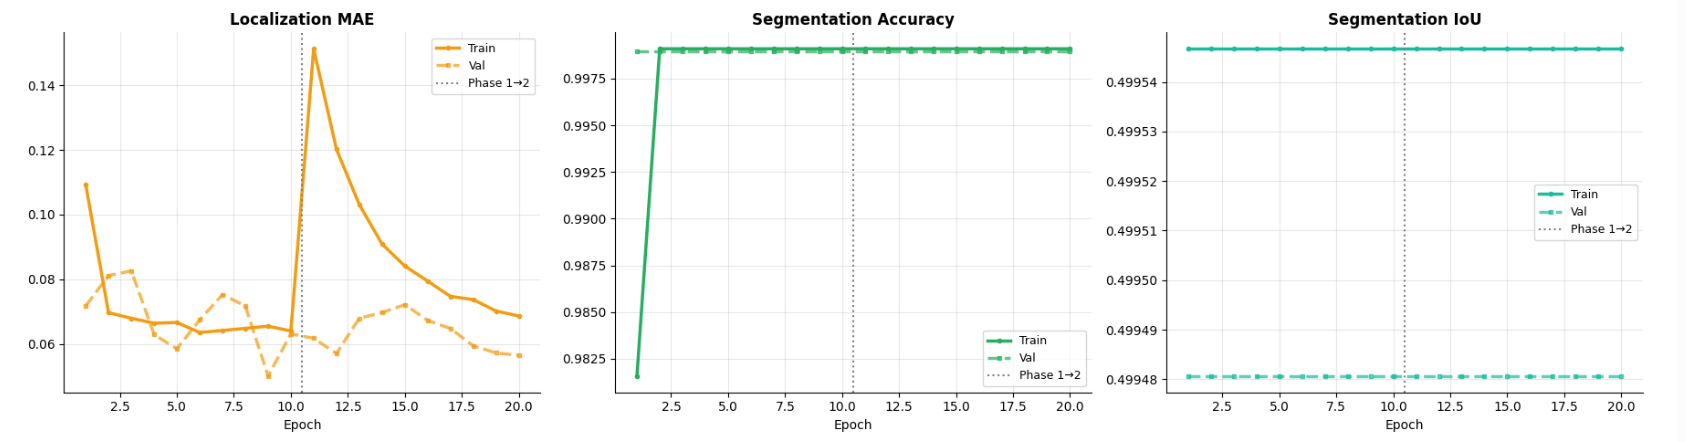 Localization MAE
0.14
0.12
0.10
0.08
0.06
2.5 5.0 7.5 10.0 12.5 15.0 17.5 20.0
Epoch
Train
Val
Phase 1→2
Segmentation Accuracy
0.9975
0.9950
0.9925
0.9900
0.9875
0.9850
0.9825
2.5 5.0 7.5 10.0 12.5 15.0 17.5 20.0
Epoch
Train
Val
Phase 1→2
Segmentation IoU
0.49954
0.49953
0.49952
0.49951
0.49950
0.49949
0.49948
2.5 5.0 7.5 10.0 12.5 15.0 17.5 20.0
Epoch
Train
Val
Phase 1→2